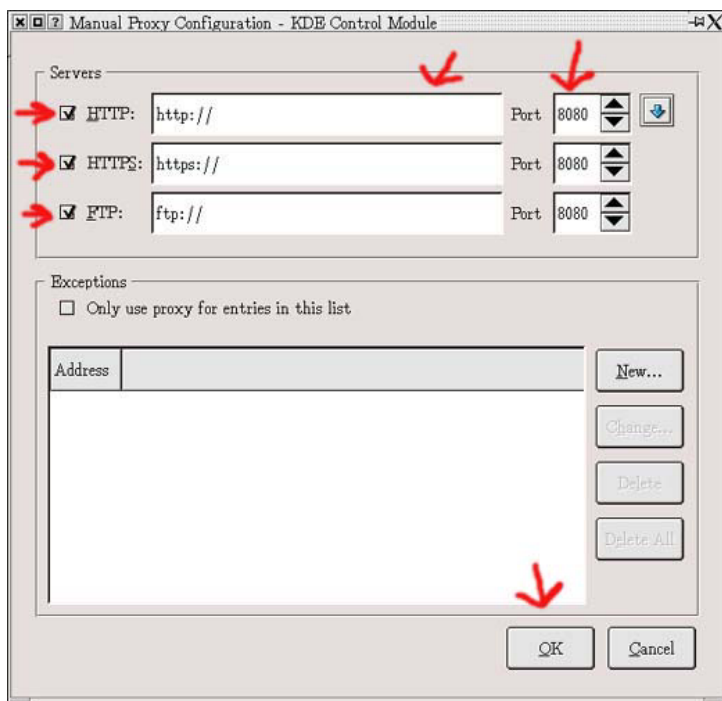 Manual Proxy Configuration - KDE Control Module
Servers
HTTP: http:// Port 8080
HTTPS: https:// Port 8080
FTP: ftp:// Port 8080
Exceptions
Only use proxy for entries in this list
Address
New...
Change...
Delete
Delete All
OK Cancel